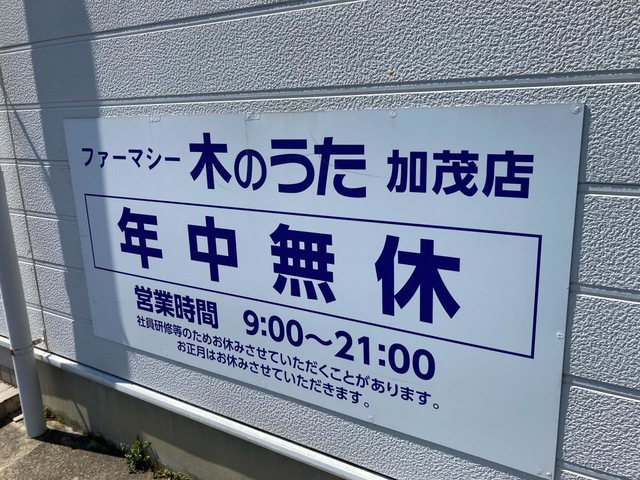 ファーマシー 木のうた 加茂店
年中無休
営業時間 9:00〜21:00
社員研修等のためお休みさせていただくことがあります。
お正月はお休みさせていただきます。